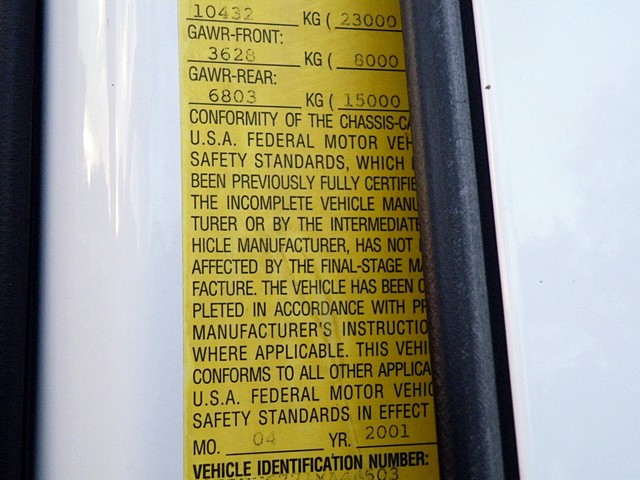 10432 KG ( 23000
GAWR-FRONT:
3628 KG ( 8000
GAWR-REAR:
6803 KG ( 15000
CONFORMITY OF THE CHASSIS-CA
U.S.A. FEDERAL MOTOR VEH
SAFETY STANDARDS, WHICH
BEEN PREVIOUSLY FULLY CERTIFIE
THE INCOMPLETE VEHICLE MANU
TURER OR BY THE INTERMEDIATE
HICLE MANUFACTURER, HAS NOT
AFFECTED BY THE FINAL-STAGE MA
FACTURE. THE VEHICLE HAS BEEN C
PLETED IN ACCORDANCE WITH PR
MANUFACTURER'S INSTRUCTIO
WHERE APPLICABLE. THIS VEHI
CONFORMS TO ALL OTHER APPLICA
U.S.A. FEDERAL MOTOR VEHIC
SAFETY STANDARDS IN EFFECT
MO. 04 YR. 2001
VEHICLE IDENTIFICATION NUMBER: